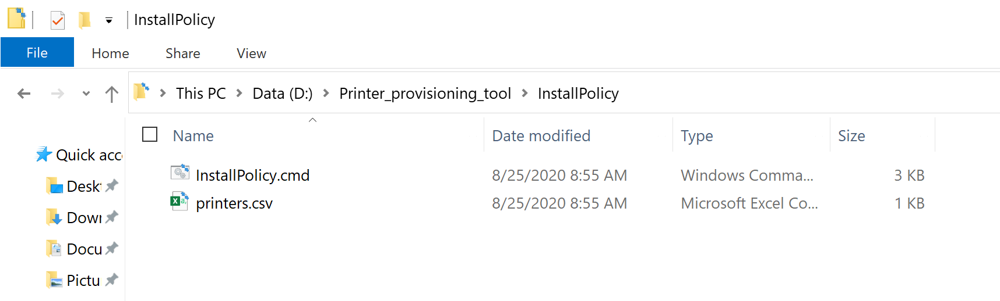 InstallPolicy
File Home Share View
This PC Data (D:) Printer_provisioning_tool InstallPolicy
Name Date modified Type Size
Quick acc
InstallPolicy.cmd 8/25/2020 8:55 AM Windows Comma... 3 KB
Desk
printers.csv 8/25/2020 8:55 AM Microsoft Excel Co... 1 KB
Down
Docu
Pictu